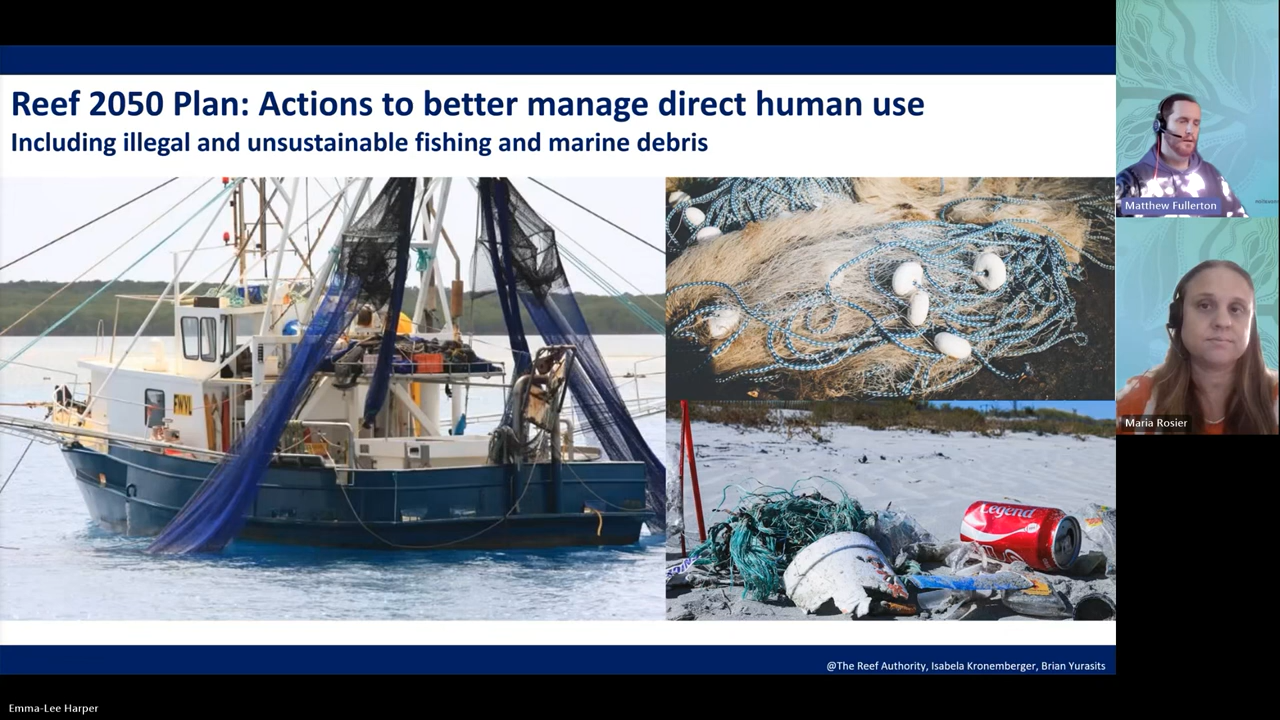 Reef 2050 Plan: Actions to better manage direct human use
Including illegal and unsustainable fishing and marine debris
FWYL
Legend
@The Reef Authority, Isabela Kronemberger, Brian Yurasits
Matthew Fullerton
Maria Rosier
Emma-Lee Harper